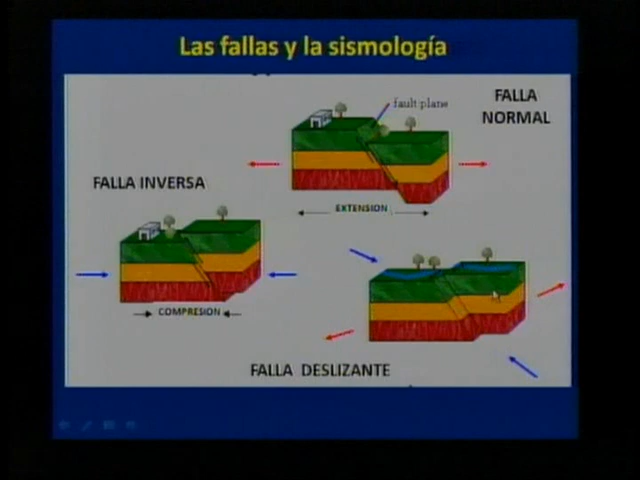 Las fallas y la sismología
fault plane
FALLA
NORMAL
FALLA INVERSA
EXTENSION
COMPRESION
FALLA DESLIZANTE